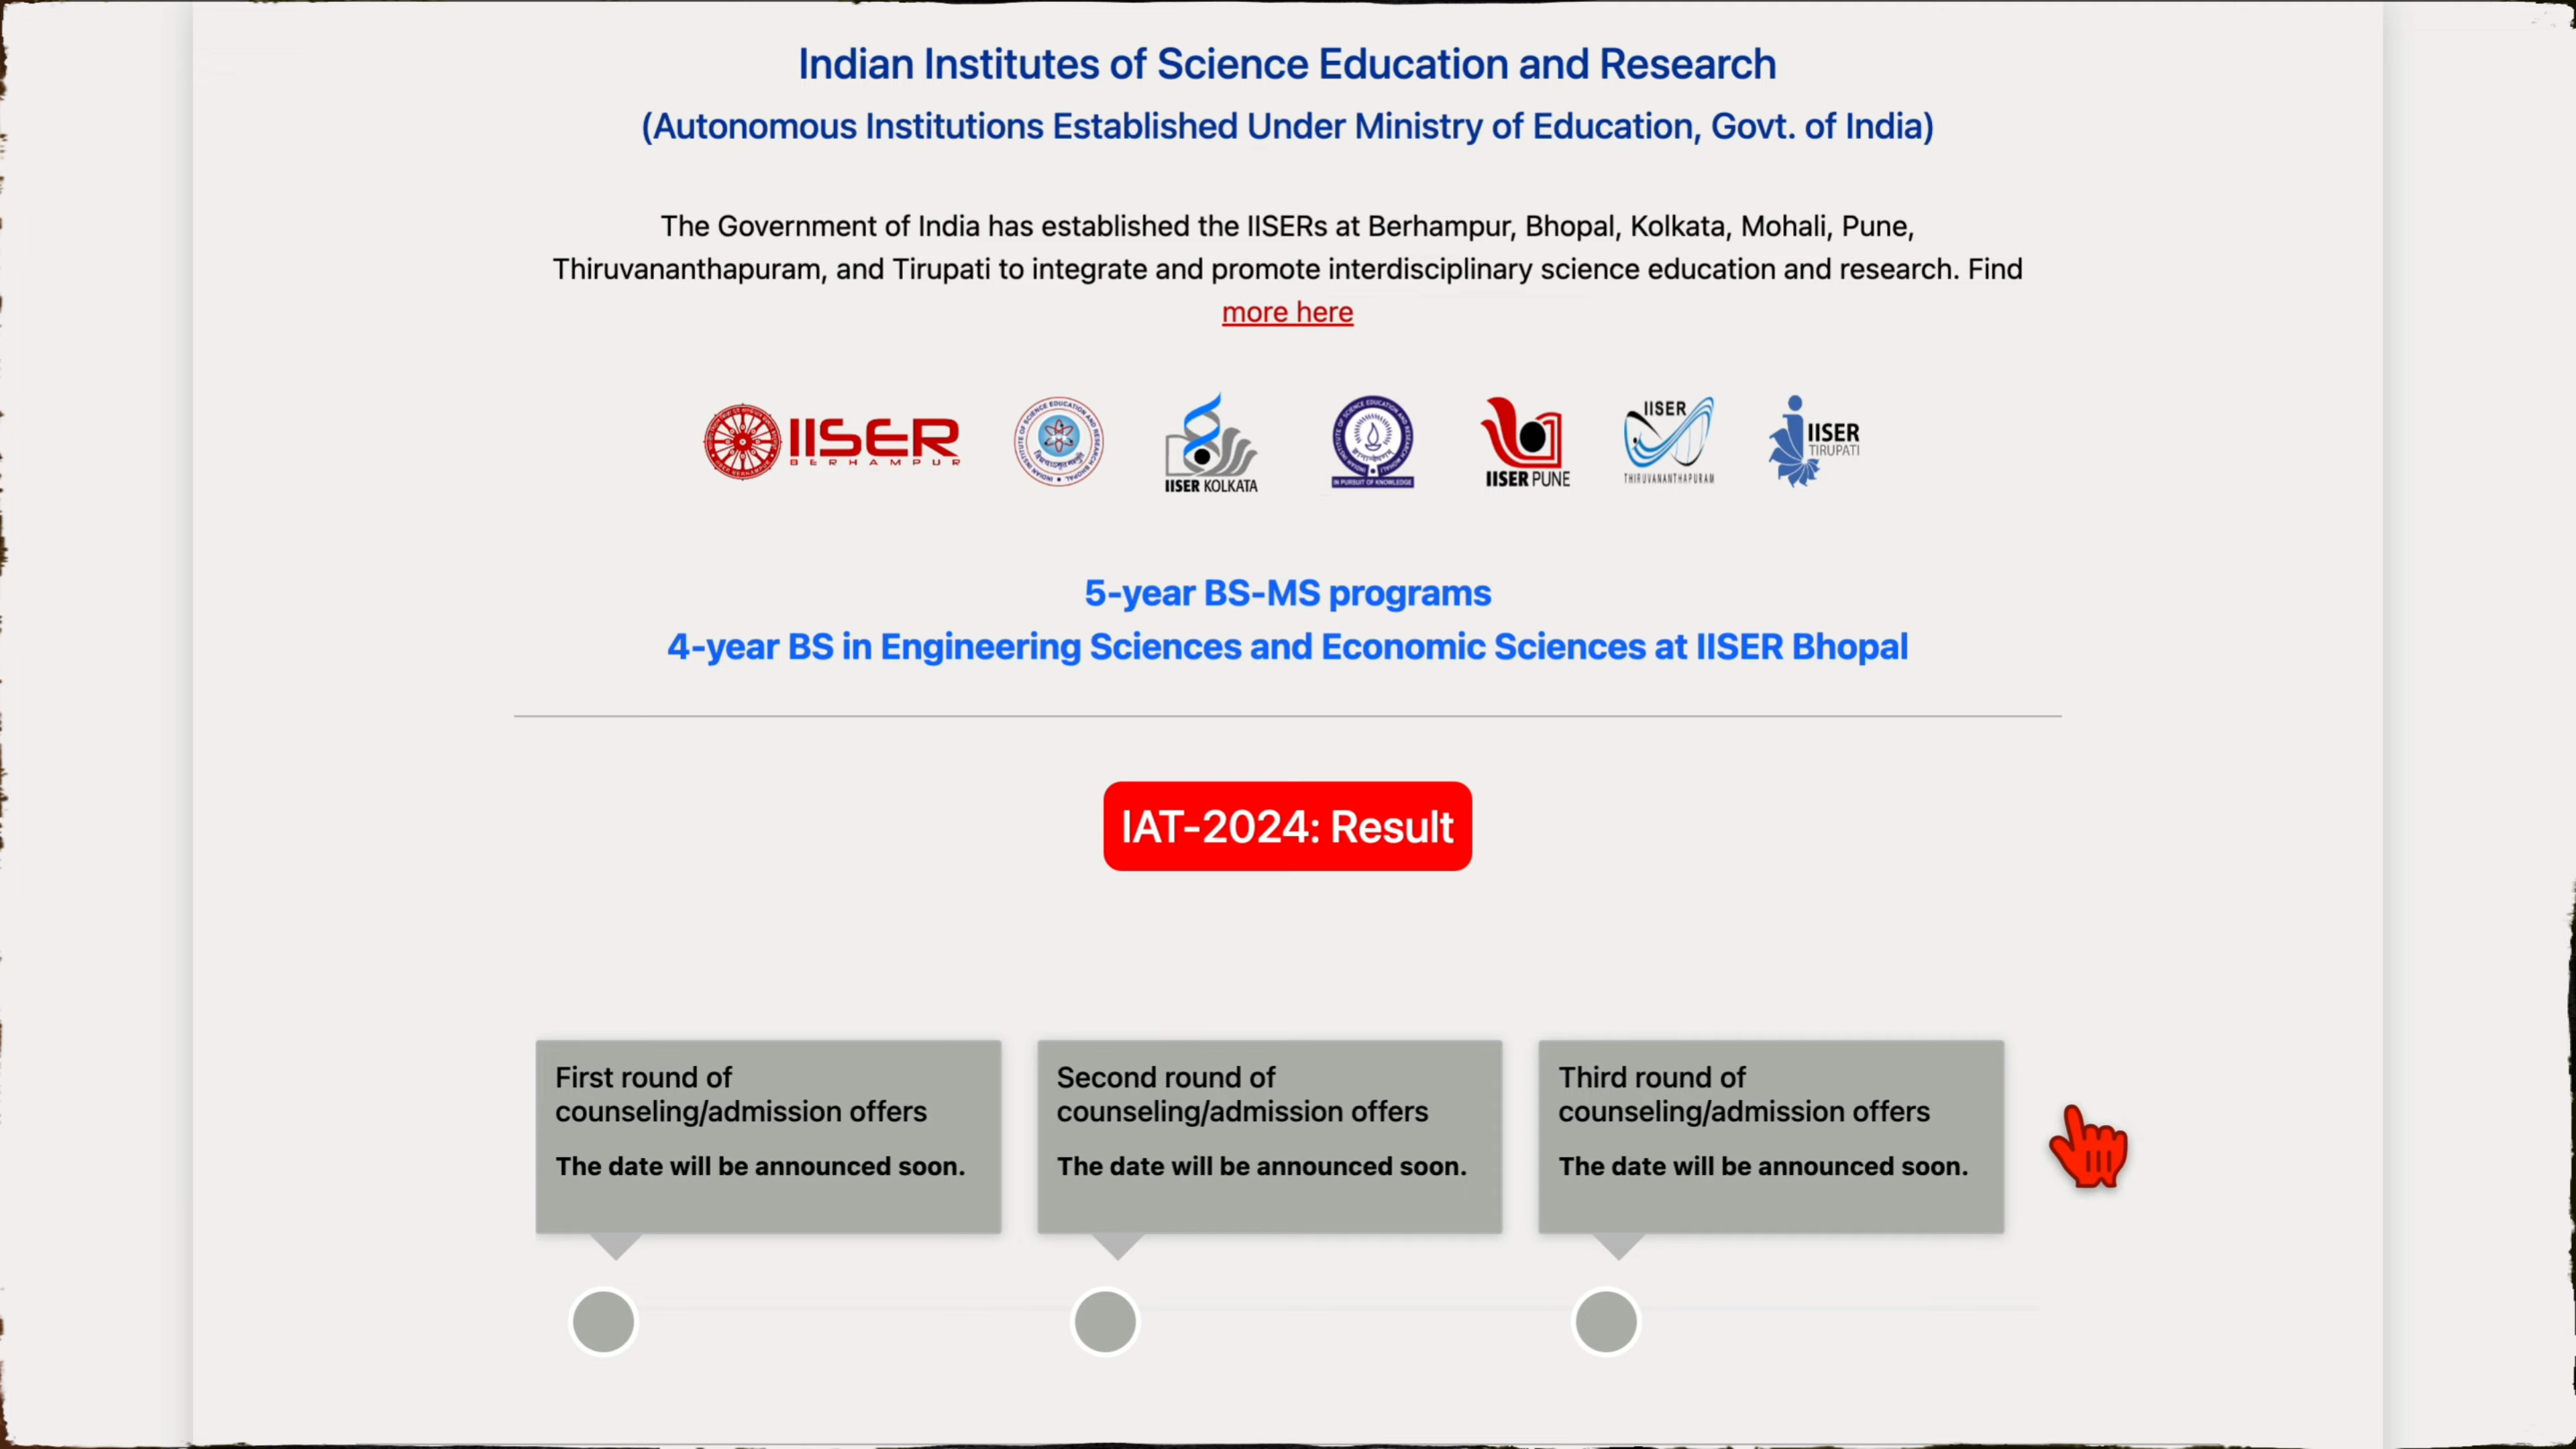 Indian Institutes of Science Education and Research
(Autonomous Institutions Established Under Ministry of Education, Govt. of India)
The Government of India has established the IISERs at Berhampur, Bhopal, Kolkata, Mohali, Pune,
Thiruvananthapuram, and Tirupati to integrate and promote interdisciplinary science education and research. Find
more here
IISER
BERHAMPUR
IISER KOLKATA
IN PURSUIT OF KNOWLEDGE
IISER PUNE
IISER
THIRUVANANTHAPURAM
IISER
TIRUPATI
5-year BS-MS programs
4-year BS in Engineering Sciences and Economic Sciences at IISER Bhopal
IAT-2024: Result
First round of
counseling/admission offers
The date will be announced soon.
Second round of
counseling/admission offers
The date will be announced soon.
Third round of
counseling/admission offers
The date will be announced soon.